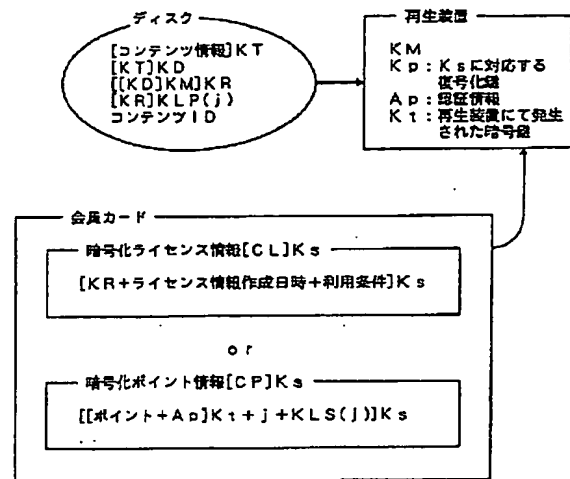 ディスク
[コンテンツ情報]KT
[KT]KD
[[KD]KM]KR
[KR]KLP(j)
コンテンツID
再生装置
KM
Kp:Ksに対応する
復号化鍵
Ap:認証情報
Kt:再生装置にて発生
された暗号鍵
会員カード
暗号化ライセンス情報[CL]Ks
[KR+ライセンス情報作成日時+利用条件]Ks
or
暗号化ポイント情報[CP]Ks
[[ポイント+Ap]Kt+j+KLS(j)]Ks